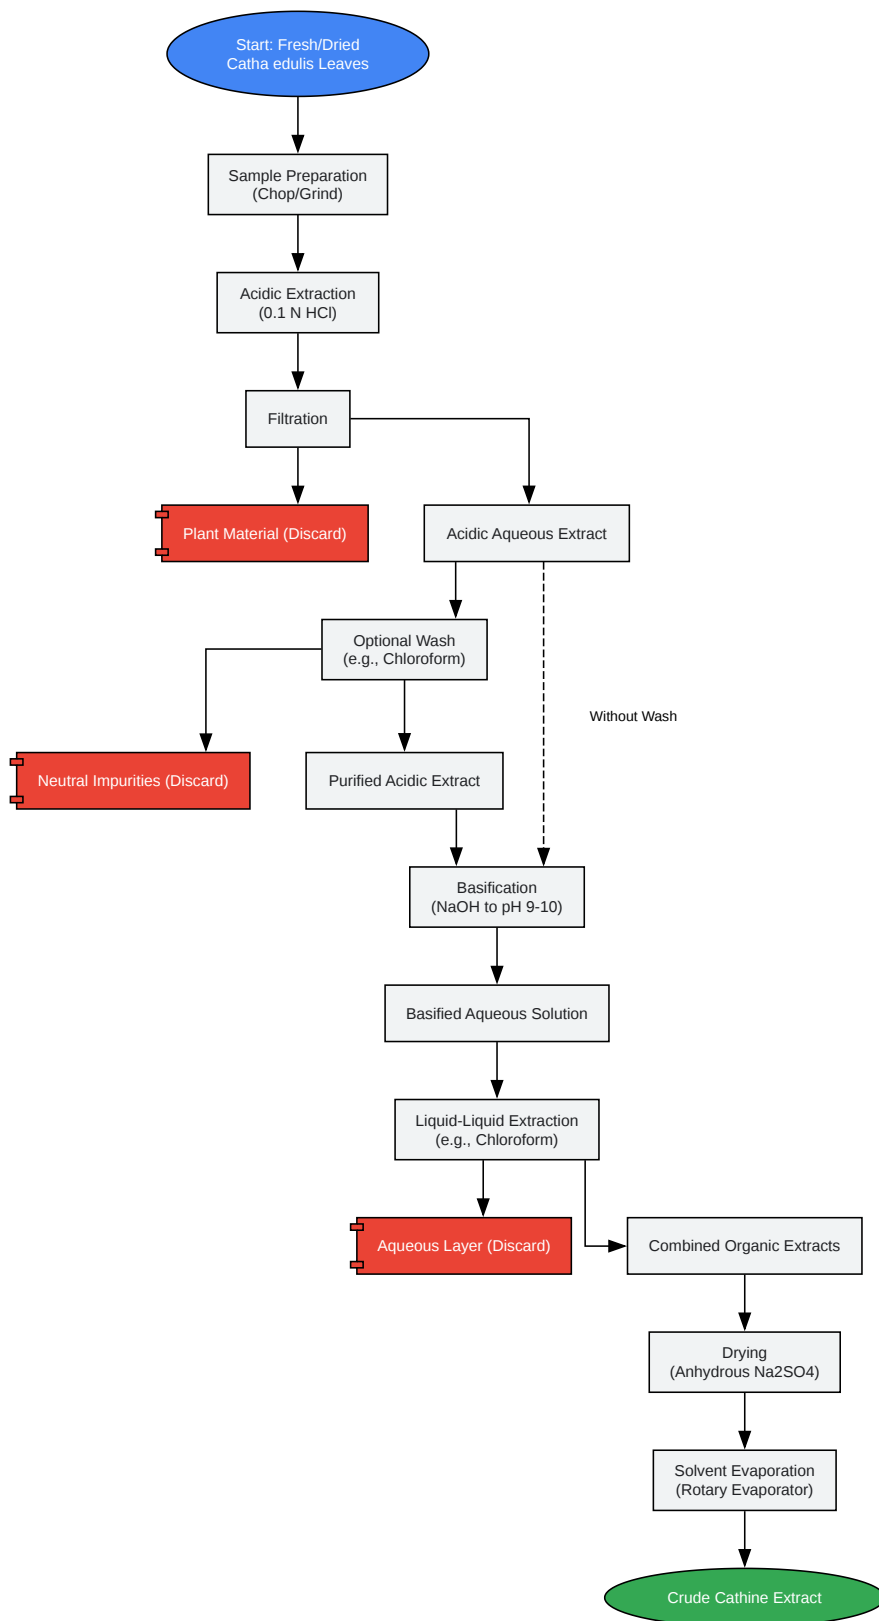 Start: Fresh/Dried
Catha edulis Leaves
Sample Preparation
(Chop/Grind)
Acidic Extraction
(0.1 N HCl)
Filtration
Plant Material (Discard)
Acidic Aqueous Extract
Optional Wash
(e.g., Chloroform)
Without Wash
Neutral Impurities (Discard)
Purified Acidic Extract
Basification
(NaOH to pH 9-10)
Basified Aqueous Solution
Liquid-Liquid Extraction
(e.g., Chloroform)
Aqueous Layer (Discard)
Combined Organic Extracts
Drying
(Anhydrous Na2SO4)
Solvent Evaporation
(Rotary Evaporator)
Crude Cathine Extract